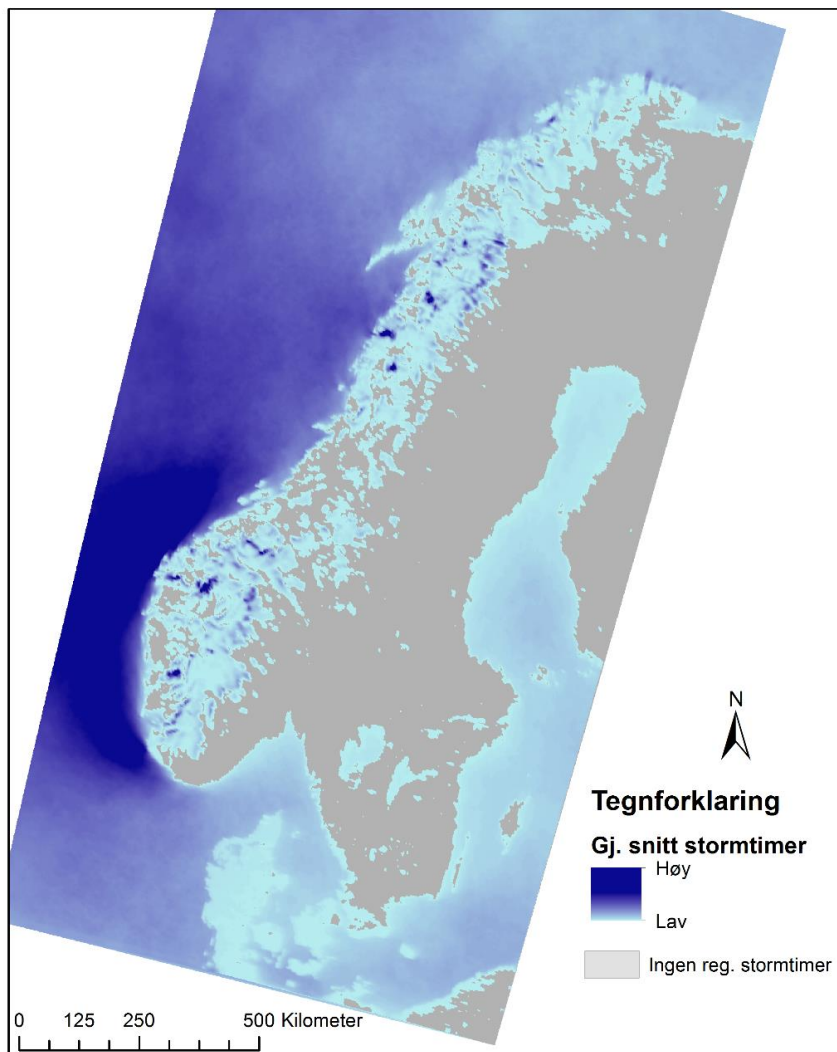 N
Tegnforklaring
Gj. snitt stormtimer
Høy
Lav
Ingen reg. stormtimer
0 125 250 500 Kilometer